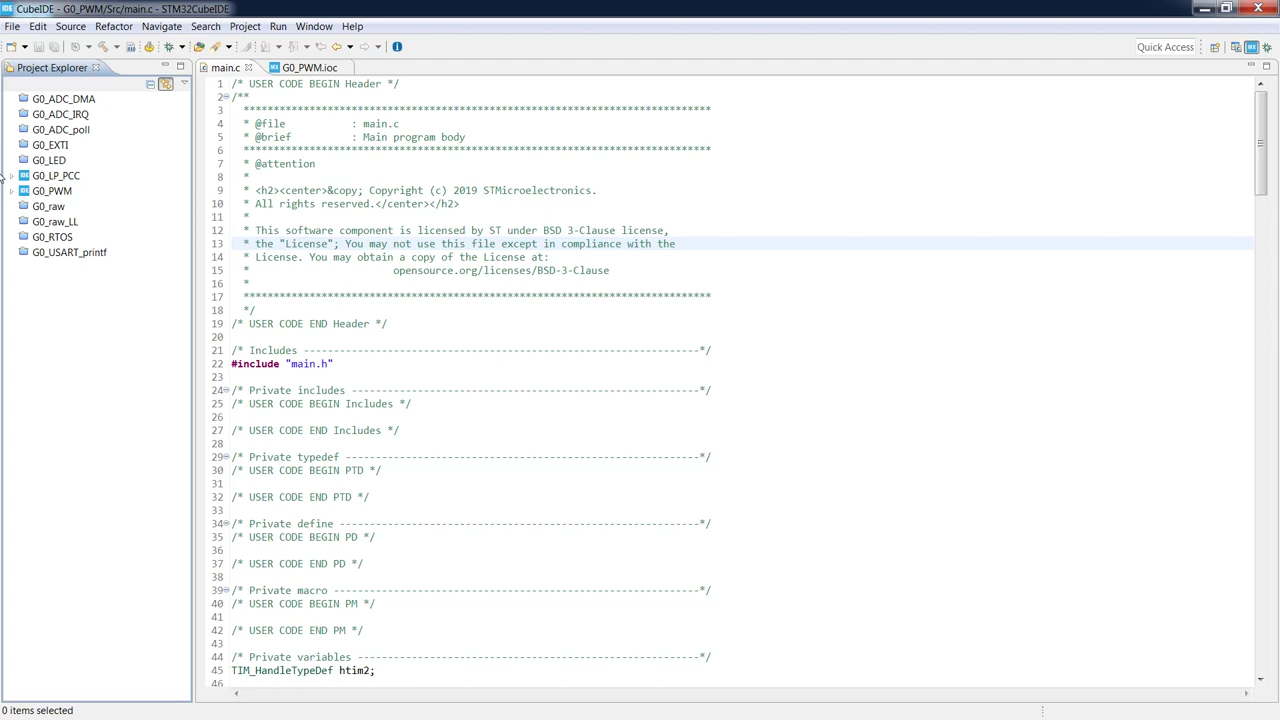 CubeIDE - G0_PWM/Src/main.c - STM32CubeIDE
File Edit Source Refactor Navigate Search Project Run Window Help
Quick Access
Project Explorer
main.c
G0_PWM.ioc
G0_ADC_DMA
G0_ADC_IRQ
G0_ADC_poll
G0_EXTI
G0_LED
G0_LP_PCC
G0_PWM
G0_raw
G0_raw_LL
G0_RTOS
G0_USART_printf
1 /* USER CODE BEGIN Header */
2 /**
3 ******************************************************************************
4 * @file : main.c
5 * @brief : Main program body
6 ******************************************************************************
7 * @attention
8 *
9 * <h2><center>&copy; Copyright (c) 2019 STMicroelectronics.
10 * All rights reserved.</center></h2>
11 *
12 * This software component is licensed by ST under BSD 3-Clause license,
13 * the "License"; You may not use this file except in compliance with the
14 * License. You may obtain a copy of the License at:
15 * opensource.org/licenses/BSD-3-Clause
16 *
17 ******************************************************************************
18 */
19 /* USER CODE END Header */
20
21 /* Includes ------------------------------------------------------------------*/
22 #include "main.h"
23
24 /* Private includes ----------------------------------------------------------*/
25 /* USER CODE BEGIN Includes */
26
27 /* USER CODE END Includes */
28
29 /* Private typedef -----------------------------------------------------------*/
30 /* USER CODE BEGIN PTD */
31
32 /* USER CODE END PTD */
33
34 /* Private define ------------------------------------------------------------*/
35 /* USER CODE BEGIN PD */
36
37 /* USER CODE END PD */
38
39 /* Private macro -------------------------------------------------------------*/
40 /* USER CODE BEGIN PM */
41
42 /* USER CODE END PM */
43
44 /* Private variables ---------------------------------------------------------*/
45 TIM_HandleTypeDef htim2;
46
0 items selected